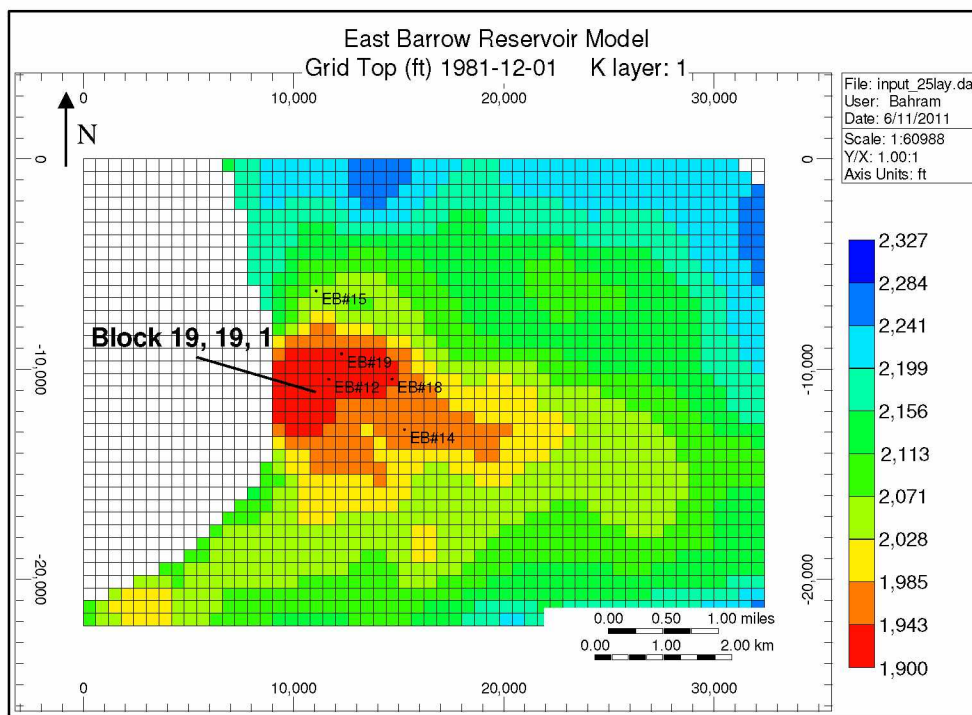 East Barrow Reservoir Model
Grid Top (ft) 1981-12-01 K layer: 1
File: input_25lay.da
User: Bahram
Date: 6/11/2011
Scale: 1:60988
Y/X: 1.00:1
Axis Units: ft
0 10,000 20,000 30,000
N
0 0
EB#15
Block 19, 19, 1
EB#19
-10,000 -10,000
EB#12 EB#18
EB#14
-20,000 -20,000
2,327
2,284
2,241
2,199
2,156
2,113
2,071
2,028
1,985
1,943
1,900
0.00 0.50 1.00 miles
0.00 1.00 2.00 km
0 10,000 20,000 30,000